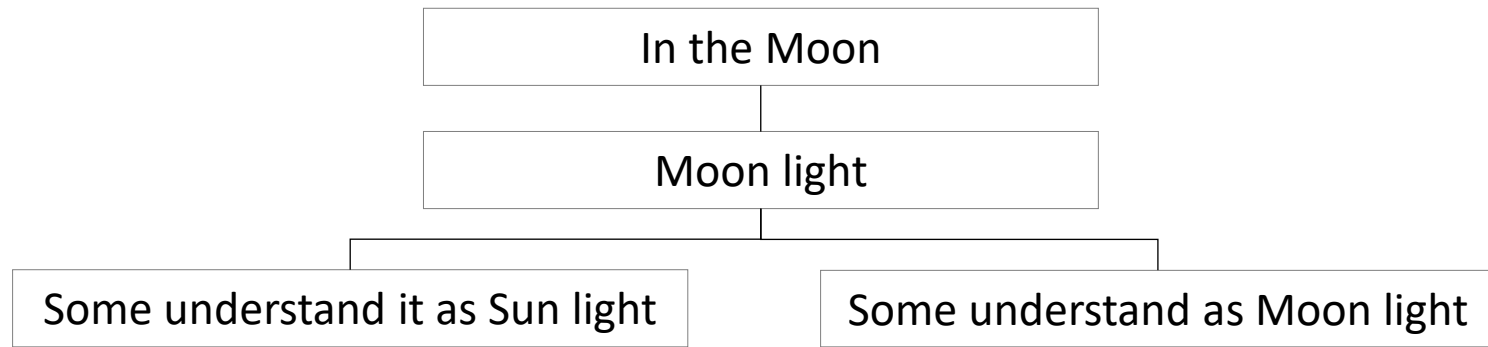 In the Moon
Moon light
Some understand it as Sun light
Some understand as Moon light